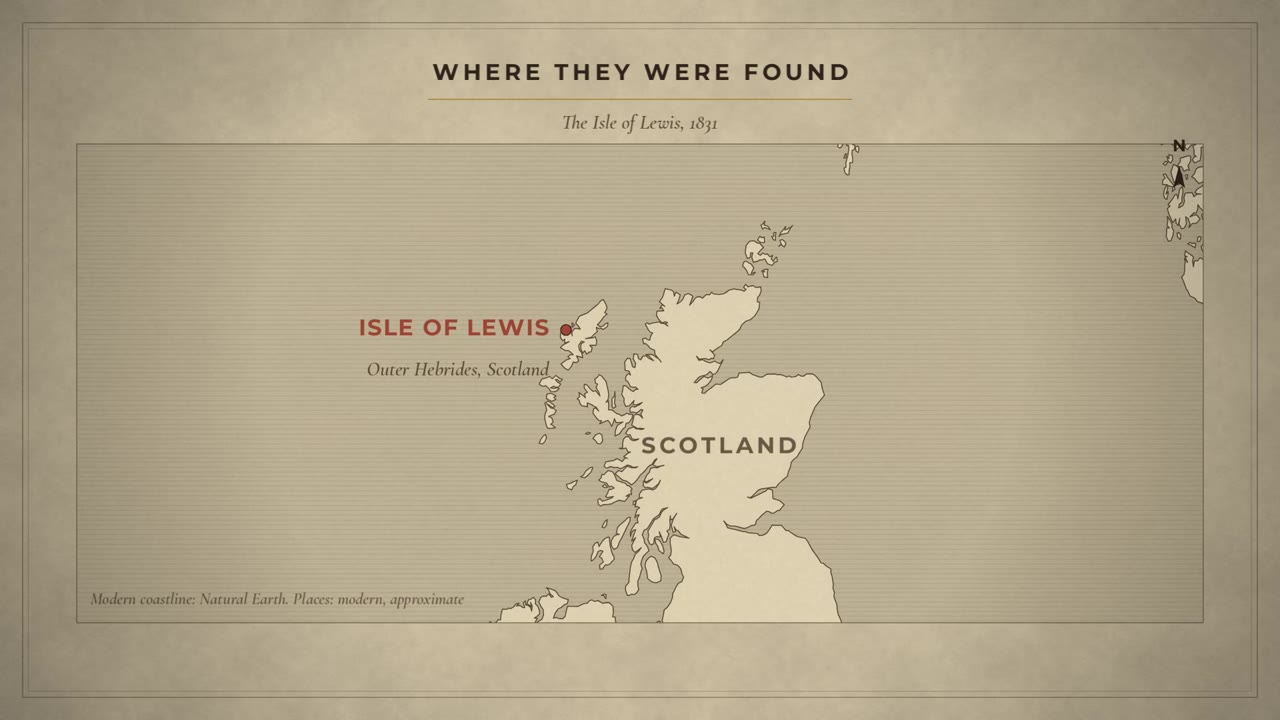 WHERE THEY WERE FOUND
The Isle of Lewis, 1831
N
ISLE OF LEWIS
Outer Hebrides, Scotland
SCOTLAND
Modern coastline: Natural Earth. Places: modern, approximate